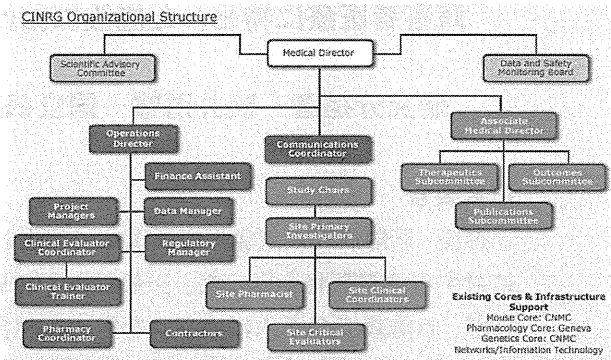 CINRG Organizational Structure
Medical Director
Scientific Advisory
Committee
Data and Safety
Monitoring Board
Operations
Director
Communications
Coordinator
Associate
Medical Director
Finance Assistant
Study Chairs
Therapeutics
Subcommittee
Outcomes
Subcommittee
Project
Managers
Data Manager
Publications
Subcommittee
Site Primary
Investigators
Clinical Evaluator
Coordinator
Regulatory
Manager
Clinical Evaluator
Trainer
Site Pharmacist
Site Clinical
Coordinators
Pharmacy
Coordinator
Contractors
Site Critical
Evaluators
Existing Cores & Infrastructure
Support
Mouse Core: CNMC
Pharmacology Core: Geneva
Genetics Core: CNMC
Networks/Information Technology